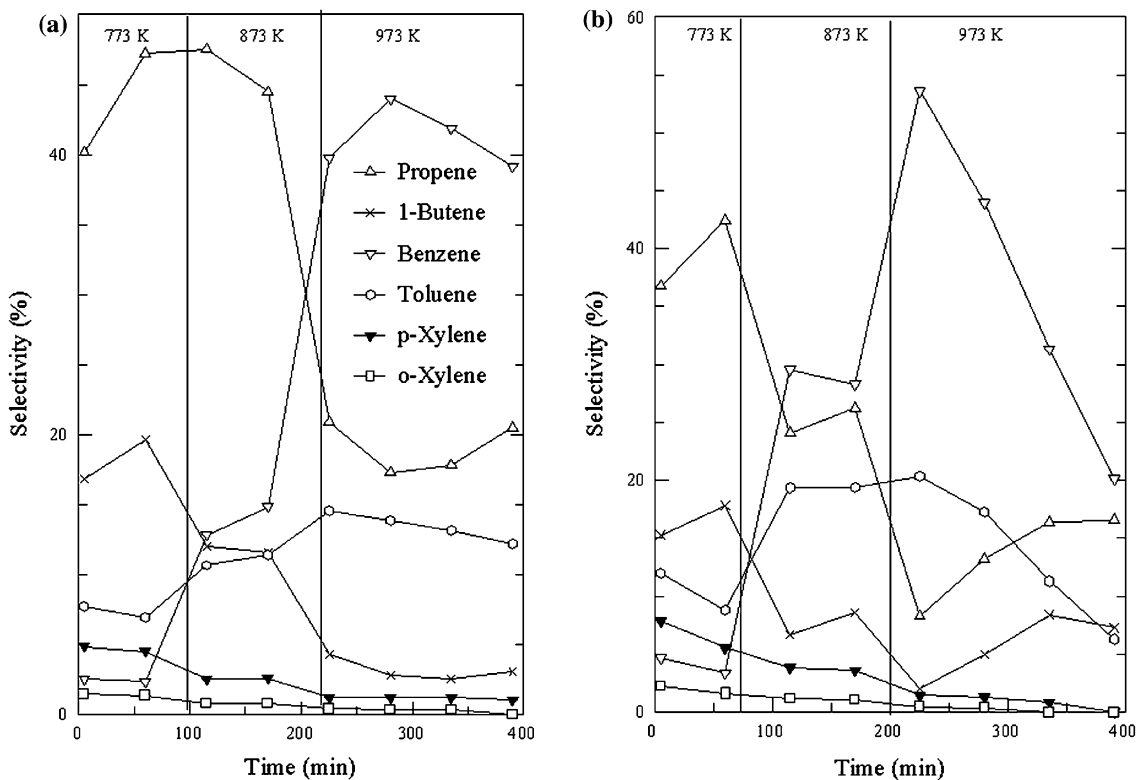 (a)
773 K 873 K 973 K
40
20
0
Selectivity (%)
Propene
1-Butene
Benzene
Toluene
p-Xylene
o-Xylene
0 100 200 300 400
Time (min)
(b)
773 K 873 K 973 K
60
40
20
0
Selectivity (%)
0 100 200 300 400
Time (min)